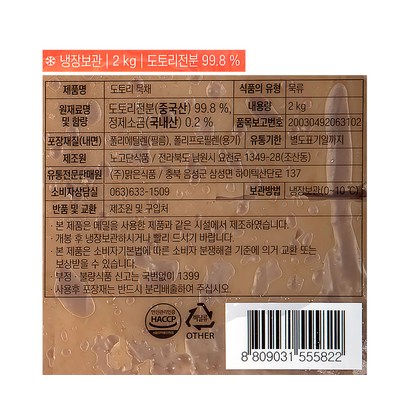 냉장보관 | 2 kg | 도토리전분 99.8 %
제품명 도토리 묵채 식품의 유형 묵류
원재료명 및 함량 도토리전분(중국산) 99.8 %, 정제소금(국내산) 0.2 % 내용량 2 kg
품목보고번호 20030492063102
포장재질(내면) 폴리에틸렌(필름), 폴리프로필렌(용기) 유통기한 별도표기일까지
제조원 노고단식품 / 전라북도 남원시 요천로 1349-28(조산동)
유통전문판매원 (주)맑은식품 / 충북 음성군 삼성면 하이텍산단로 137
소비자상담실 063)633-1509 보관방법 냉장보관(0~10℃)
반품 및 교환 제조원 및 구입처
· 본 제품은 메밀을 사용한 제품과 같은 시설에서 제조하였습니다.
· 개봉 후 냉장보관하시거나 빨리 드시기 바랍니다.
· 본 제품은 소비자기본법에 따른 소비자 분쟁해결 기준에 의거 교환 또는
보상받을 수 있습니다.
· 부정 · 불량식품 신고는 국번없이 1399
· 사용후 포장재는 반드시 분리배출하여 주십시오.
HACCP
비닐류
OTHER
8 809031 555822